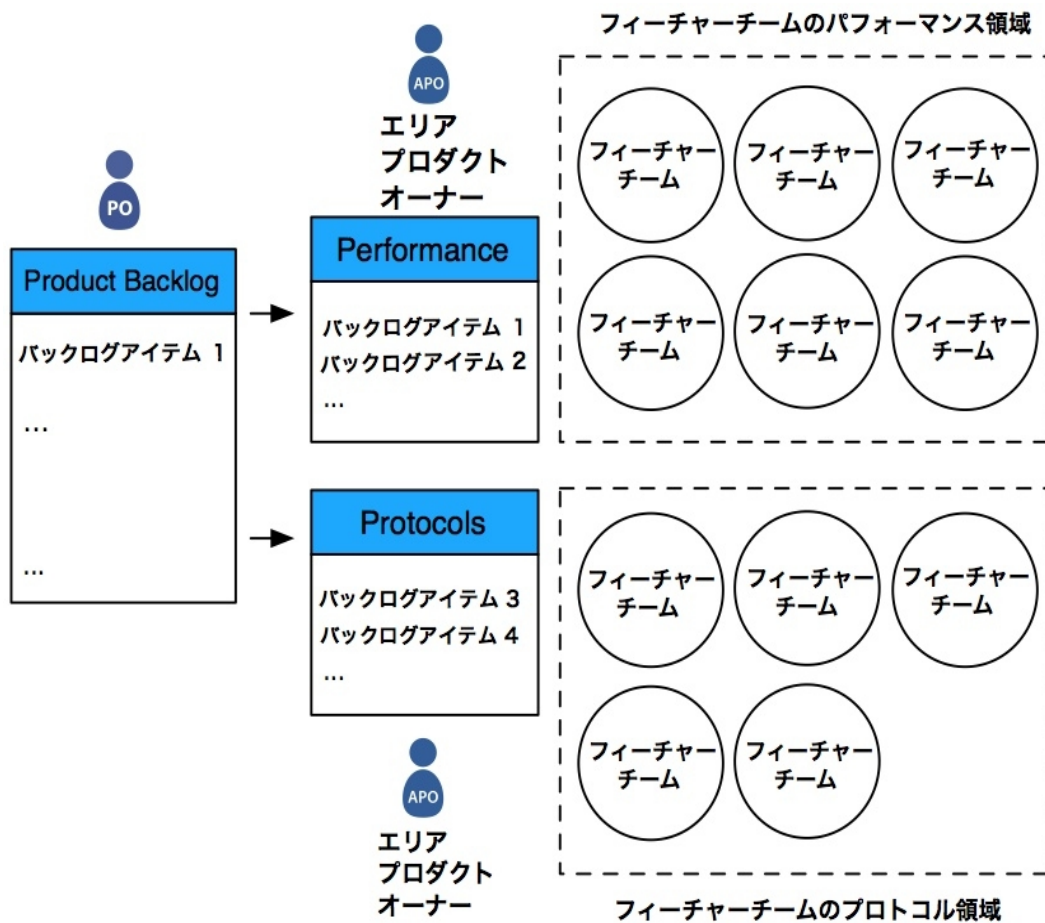 フィーチャーチームのパフォーマンス領域
APO
エリア
プロダクト
オーナー
PO
Product Backlog
バックログアイテム 1
...
...
Performance
バックログアイテム 1
バックログアイテム 2
...
フィーチャー
チーム
フィーチャー
チーム
フィーチャー
チーム
フィーチャー
チーム
フィーチャー
チーム
フィーチャー
チーム
Protocols
バックログアイテム 3
バックログアイテム 4
...
APO
エリア
プロダクト
オーナー
フィーチャー
チーム
フィーチャー
チーム
フィーチャー
チーム
フィーチャー
チーム
フィーチャー
チーム
フィーチャーチームのプロトコル領域